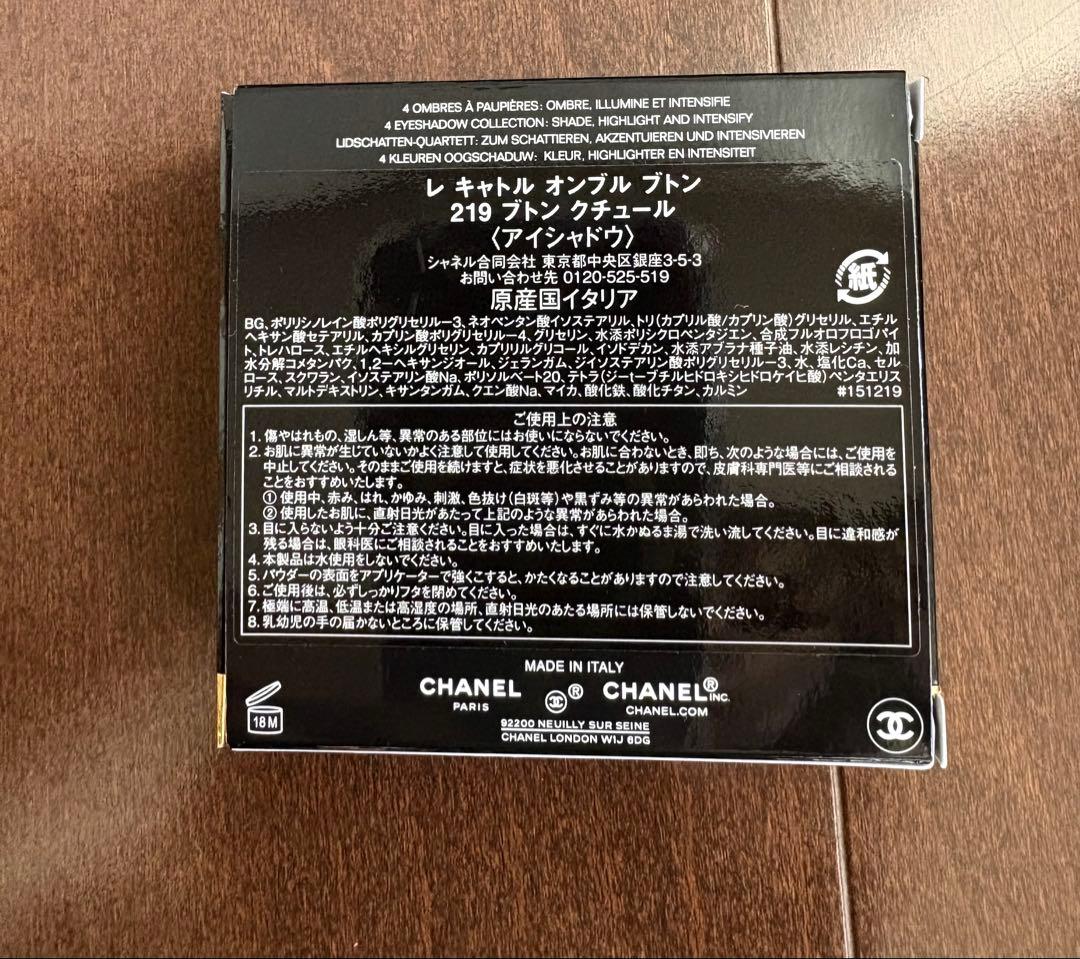 4 OMBRES À PAUPIÈRES: OMBRE, ILLUMINE ET INTENSIFIE
4 EYESHADOW COLLECTION: SHADE, HIGHLIGHT AND INTENSIFY
LIDSCHATTEN-QUARTETT: ZUM SCHATTIEREN, AKZENTUIEREN UND INTENSIVIEREN
4 KLEUREN OOGSCHADUW: KLEUR, HIGHLIGHTER EN INTENSITEIT
レ キャトル オンブル ブトン
219 ブトン クチュール
〈アイシャドウ〉
シャネル合同会社 東京都中央区銀座3-5-3
お問い合わせ先 0120-525-519
原産国イタリア
紙
BG、ポリリシノレイン酸ポリグリセリル－3、ネオペンタン酸イソステアリル、トリ(カプリル酸/カプリン酸)グリセリル、エチル
ヘキサン酸セテアリル、カプリン酸ポリグリセリル－4、グリセリン、水添ポリシクロペンタジエン、合成フルオロフロゴパイ
ト、トレハロース、エチルヘキシルグリセリン、カプリリルグリコール、イソドデカン、水添アブラナ種子油、水添レシチン、加
水分解コメタンパク、1,2－ヘキサンジオール、ジェランガム、ジイソステアリン酸ポリグリセリル－3、水、塩化Ca、セル
ロース、スクワラン、イソステアリン酸Na、ポリソルベート20、テトラ(ジ－t－ブチルヒドロキシヒドロケイヒ酸)ペンタエリス
リチル、マルトデキストリン、キサンタンガム、クエン酸Na、マイカ、酸化鉄、酸化チタン、カルミン #151219
ご使用上の注意
1. 傷やはれもの、湿しん等、異常のある部位にはお使いにならないでください。
2. お肌に異常が生じていないかよく注意して使用してください。お肌に合わないとき、即ち、次のような場合には、ご使用を
中止してください。そのままご使用を続けますと、症状を悪化させることがありますので、皮膚科専門医等にご相談される
ことをおすすめいたします。
① 使用中、赤み、はれ、かゆみ、刺激、色抜け(白斑等)や黒ずみ等の異常があらわれた場合。
② 使用したお肌に、直射日光があたって上記のような異常があらわれた場合。
3. 目に入らないよう十分ご注意ください。目に入った場合は、すぐに水かぬるま湯で洗い流してください。目に違和感が
残る場合は、眼科医にご相談されることをおすすめいたします。
4. 本製品は水使用をしないでください。
5. パウダーの表面をアプリケーターで強くこすると、かたくなることがありますので注意してください。
6. ご使用後は、必ずしっかりフタを閉めてください。
7. 極端に高温、低温または高湿度の場所、直射日光のあたる場所には保管しないでください。
8. 乳幼児の手の届かないところに保管してください。
MADE IN ITALY
CHANEL
PARIS
®
CHANEL® INC.
CHANEL.COM
92200 NEUILLY SUR SEINE
CHANEL LONDON W1J 6DG
18 M